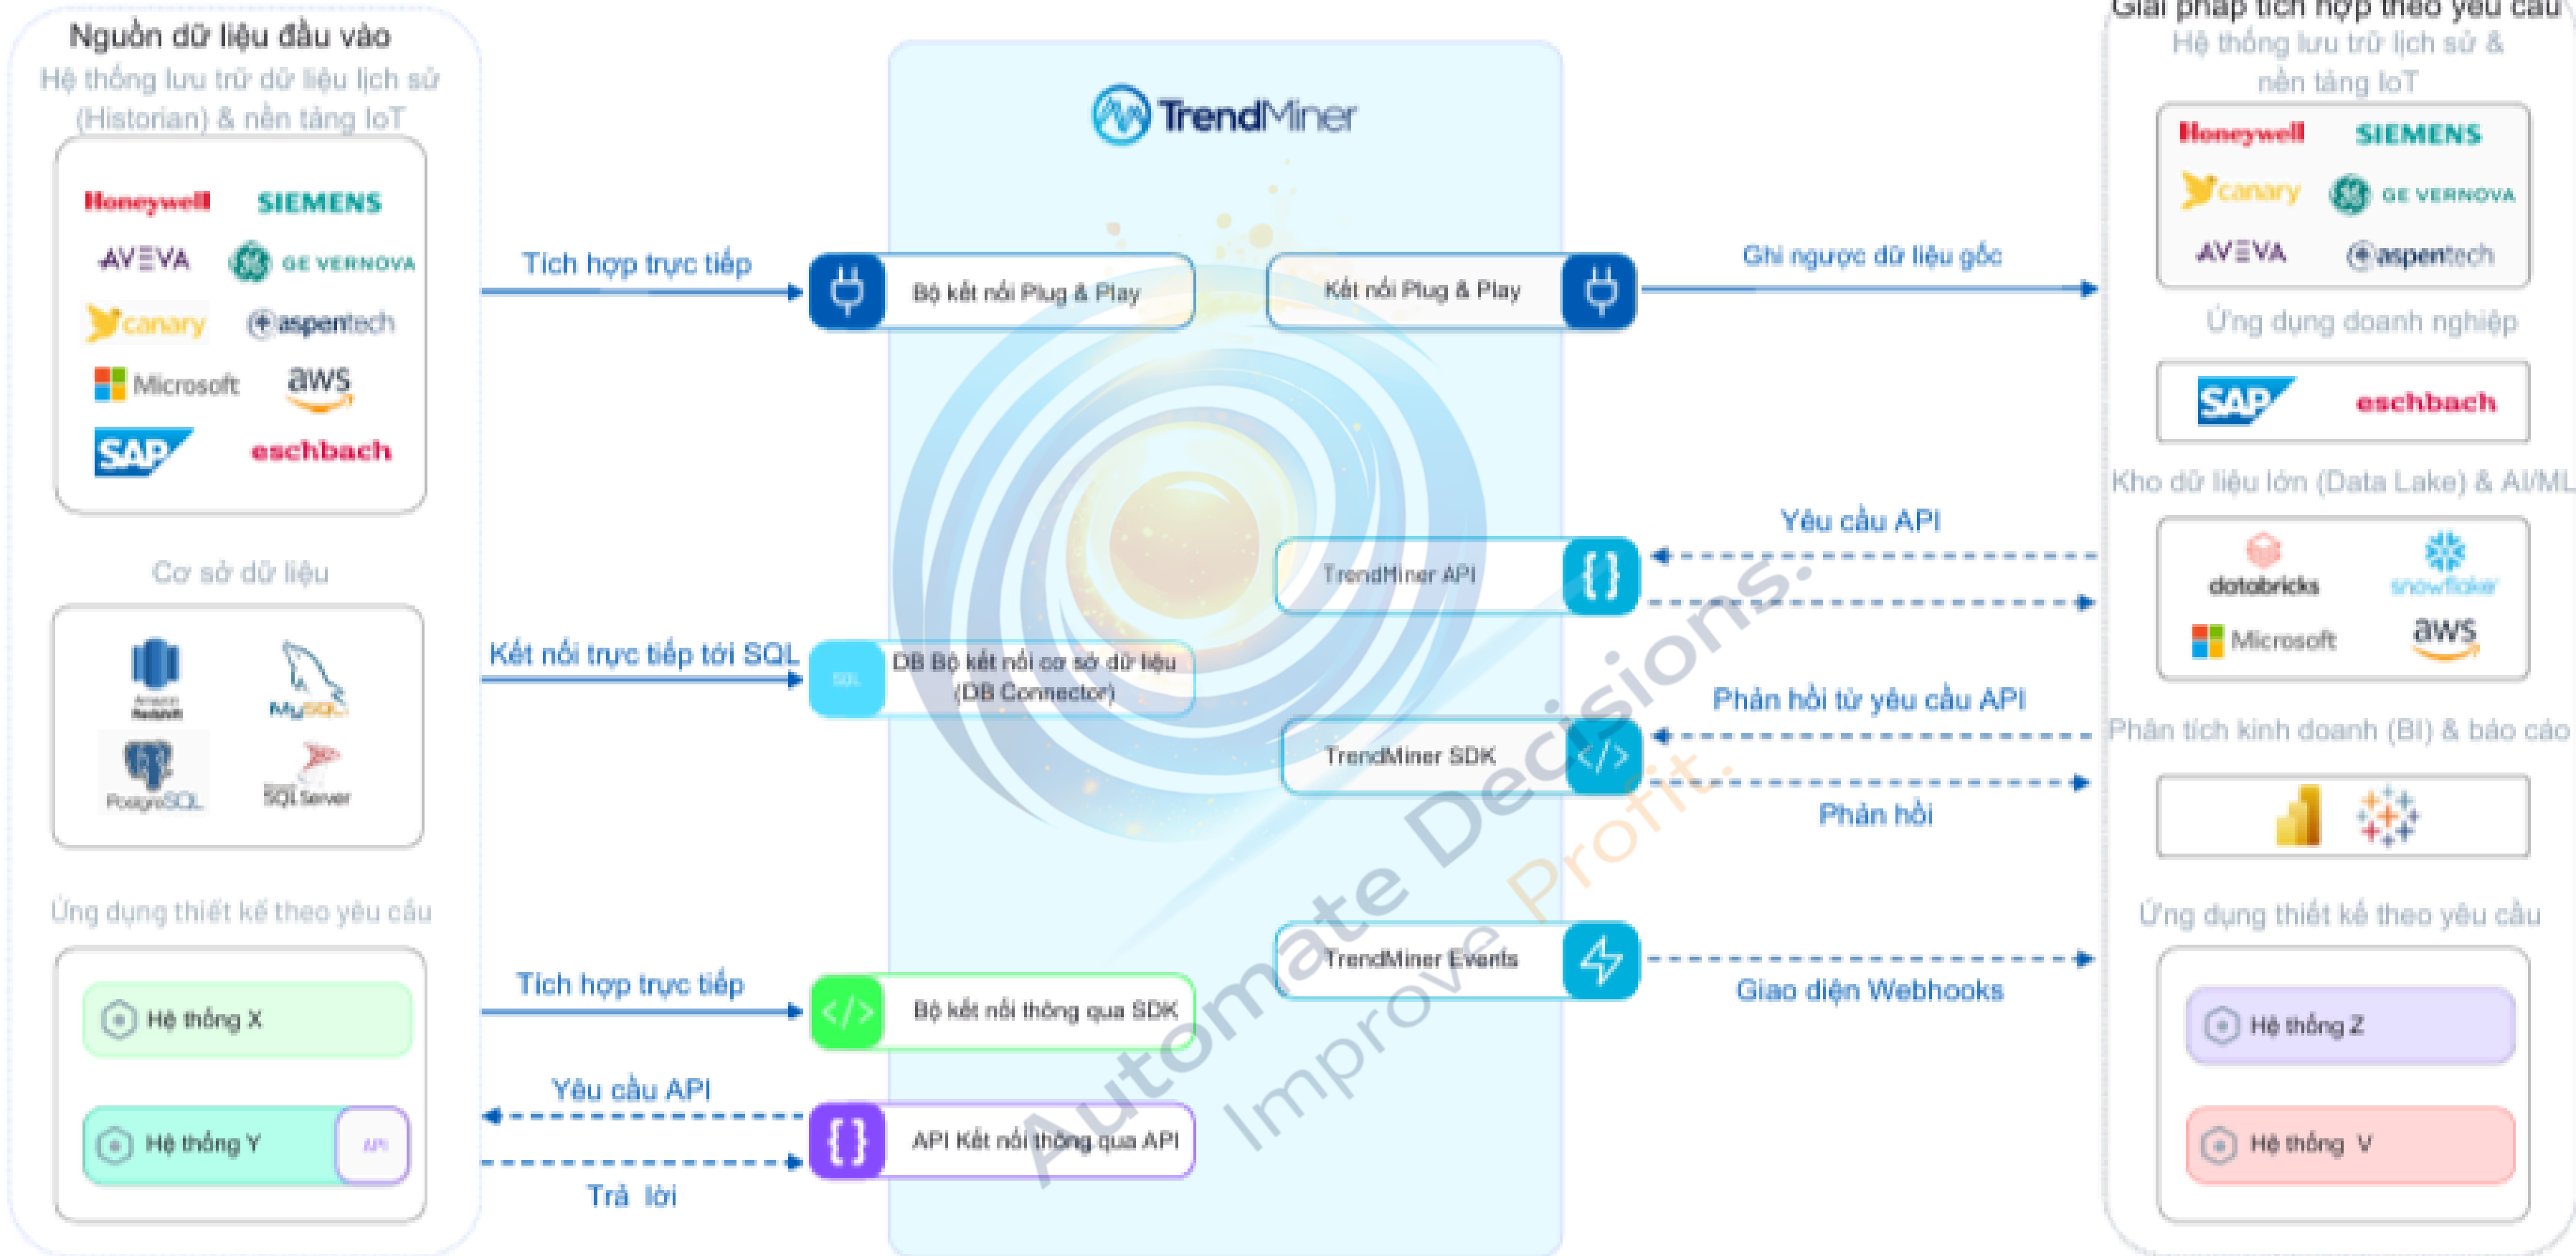 Nguồn dữ liệu đầu vào
Hệ thống lưu trữ dữ liệu lịch sử
(Historian) & nền tảng IoT
Honeywell
SIEMENS
AVEVA
GE VERNOVA
canary
aspentech
Microsoft
aws
SAP
eschbach
Cơ sở dữ liệu
Amazon
Redshift
MySQL
PostgreSQL
SQL Server
Ứng dụng thiết kế theo yêu cầu
Hệ thống X
Hệ thống Y
API
Tích hợp trực tiếp
Kết nối trực tiếp tới SQL
Tích hợp trực tiếp
Yêu cầu API
Trả lời
TrendMiner
Bộ kết nối Plug & Play
SQL
DB Bộ kết nối cơ sở dữ liệu
(DB Connector)
Bộ kết nối thông qua SDK
API Kết nối thông qua API
Kết nối Plug & Play
TrendMiner API
TrendMiner SDK
TrendMiner Events
Automate Decisions.
Improve Profit.
Ghi ngược dữ liệu gốc
Yêu cầu API
Phản hồi từ yêu cầu API
Phản hồi
Giao diện Webhooks
Giải pháp tích hợp theo yêu cầu
Hệ thống lưu trữ lịch sử &
nền tảng IoT
Honeywell
SIEMENS
canary
GE VERNOVA
AVEVA
aspentech
Ứng dụng doanh nghiệp
SAP
eschbach
Kho dữ liệu lớn (Data Lake) & AI/ML
databricks
snowflake
Microsoft
aws
Phân tích kinh doanh (BI) & báo cáo
Ứng dụng thiết kế theo yêu cầu
Hệ thống Z
Hệ thống V